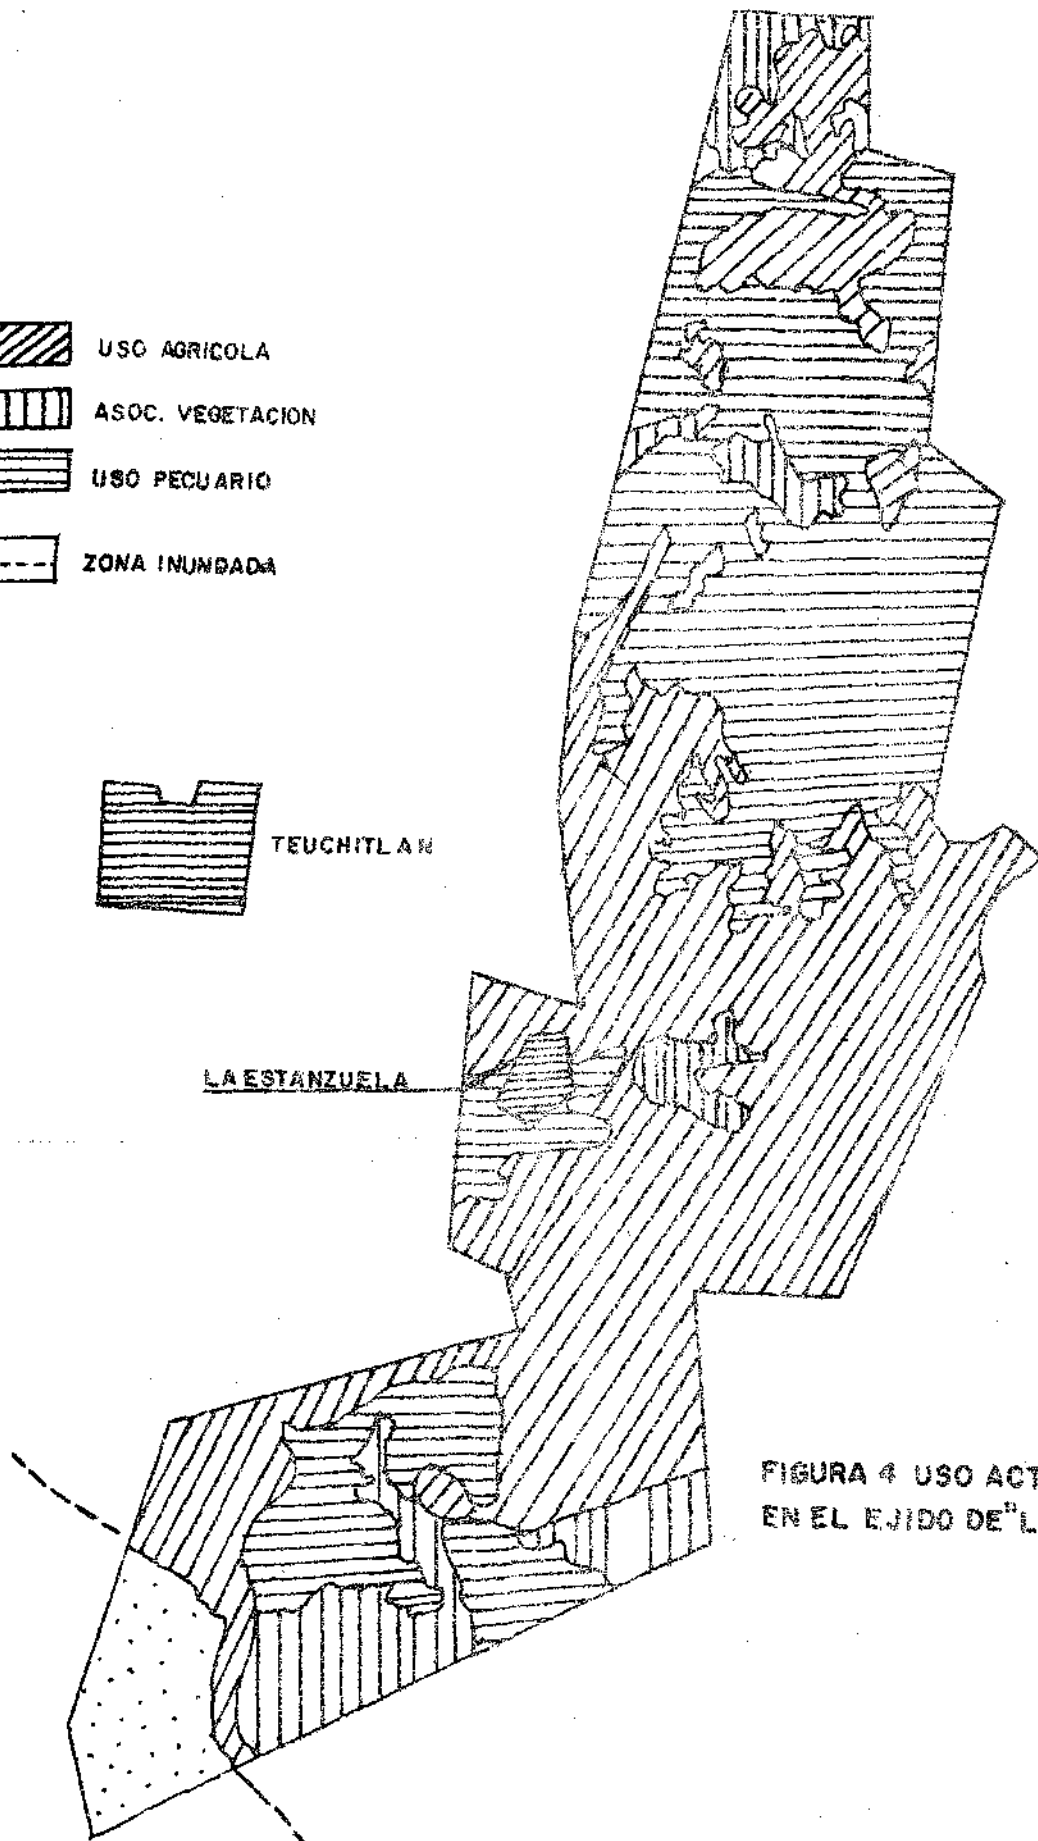 USO AGRICOLA
ASOC. VEGETACION
USO PECUARIO
ZONA INUNDADA
TEUCHITLAN
LA ESTANZUELA
FIGURA 4 USO ACT
EN EL EJIDO DE "L